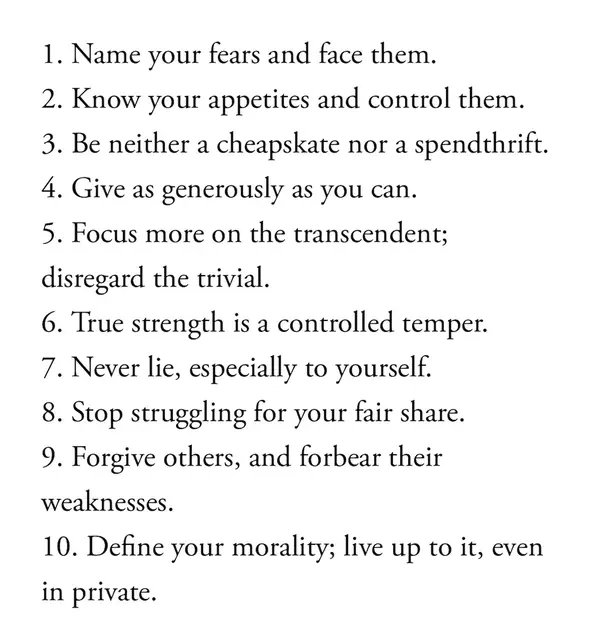 1. Name your fears and face them.
2. Know your appetites and control them.
3. Be neither a cheapskate nor a spendthrift.
4. Give as generously as you can.
5. Focus more on the transcendent;
disregard the trivial.
6. True strength is a controlled temper.
7. Never lie, especially to yourself.
8. Stop struggling for your fair share.
9. Forgive others, and forbear their
weaknesses.
10. Define your morality; live up to it, even
in private.